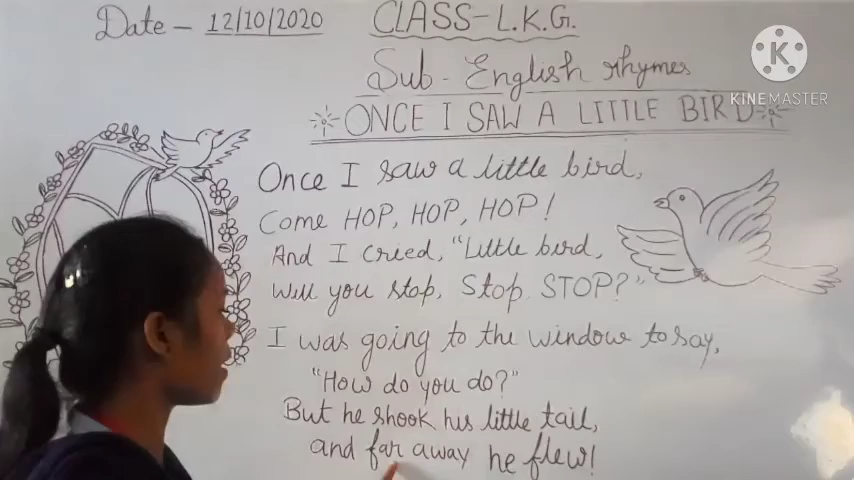 Date - 12/10/2020
CLASS-L.K.G.
Sub - English rhymes
ONCE I SAW A LITTLE BIRD
Once I saw a little bird,
Come HOP, HOP, HOP!
And I cried, "Little bird,
Will you stop, Stop, STOP?"
I was going to the window to say,
"How do you do?"
But he shook his little tail,
and far away he flew!
K
KINEMASTER